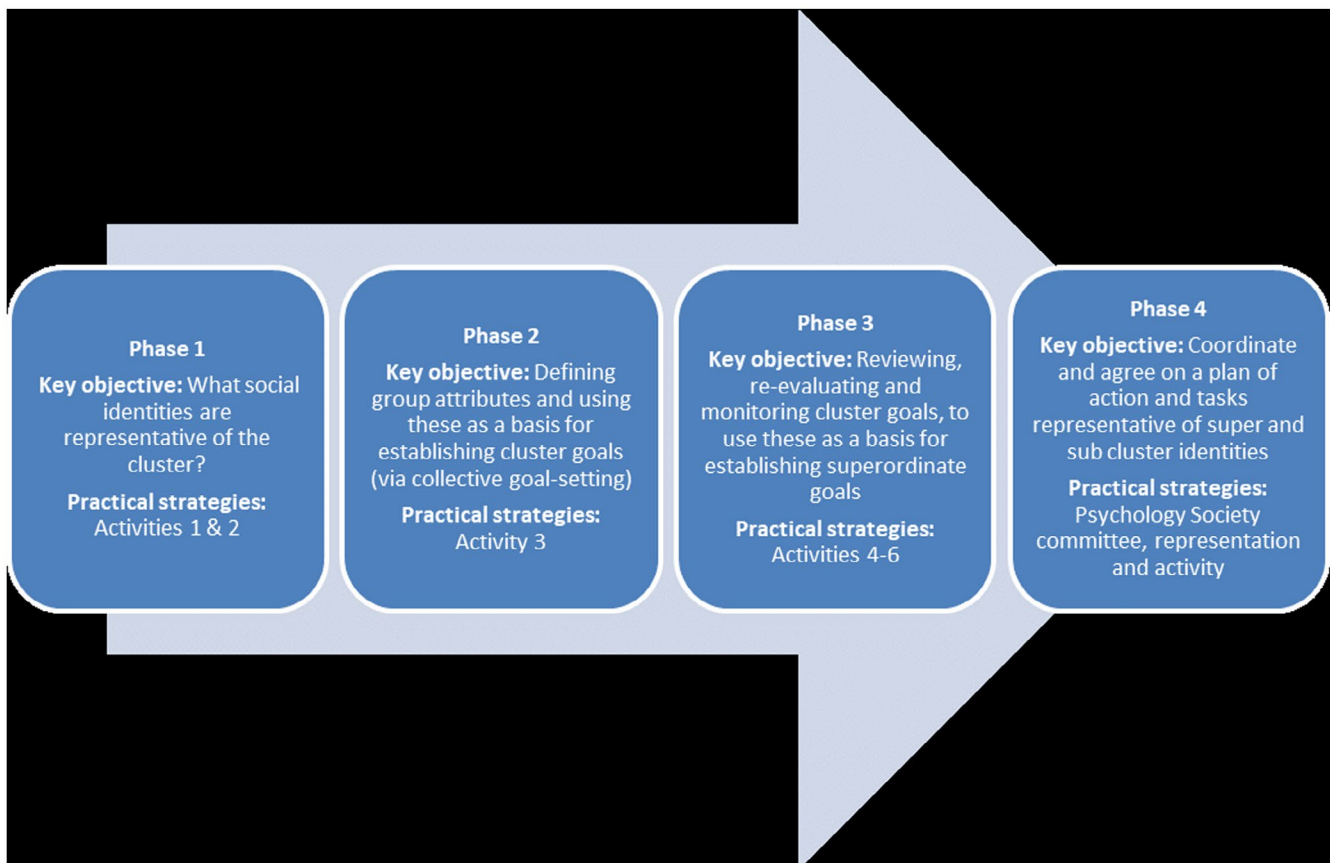 Phase 1
Key objective: What social
identities are
representative of the
cluster?
Practical strategies:
Activities 1 & 2
Phase 2
Key objective: Defining
group attributes and using
these as a basis for
establishing cluster goals
(via collective goal-setting)
Practical strategies:
Activity 3
Phase 3
Key objective: Reviewing,
re-evaluating and
monitoring cluster goals, to
use these as a basis for
establishing superordinate
goals
Practical strategies:
Activities 4-6
Phase 4
Key objective: Coordinate
and agree on a plan of
action and tasks
representative of super and
sub cluster identities
Practical strategies:
Psychology Society
committee, representation
and activity